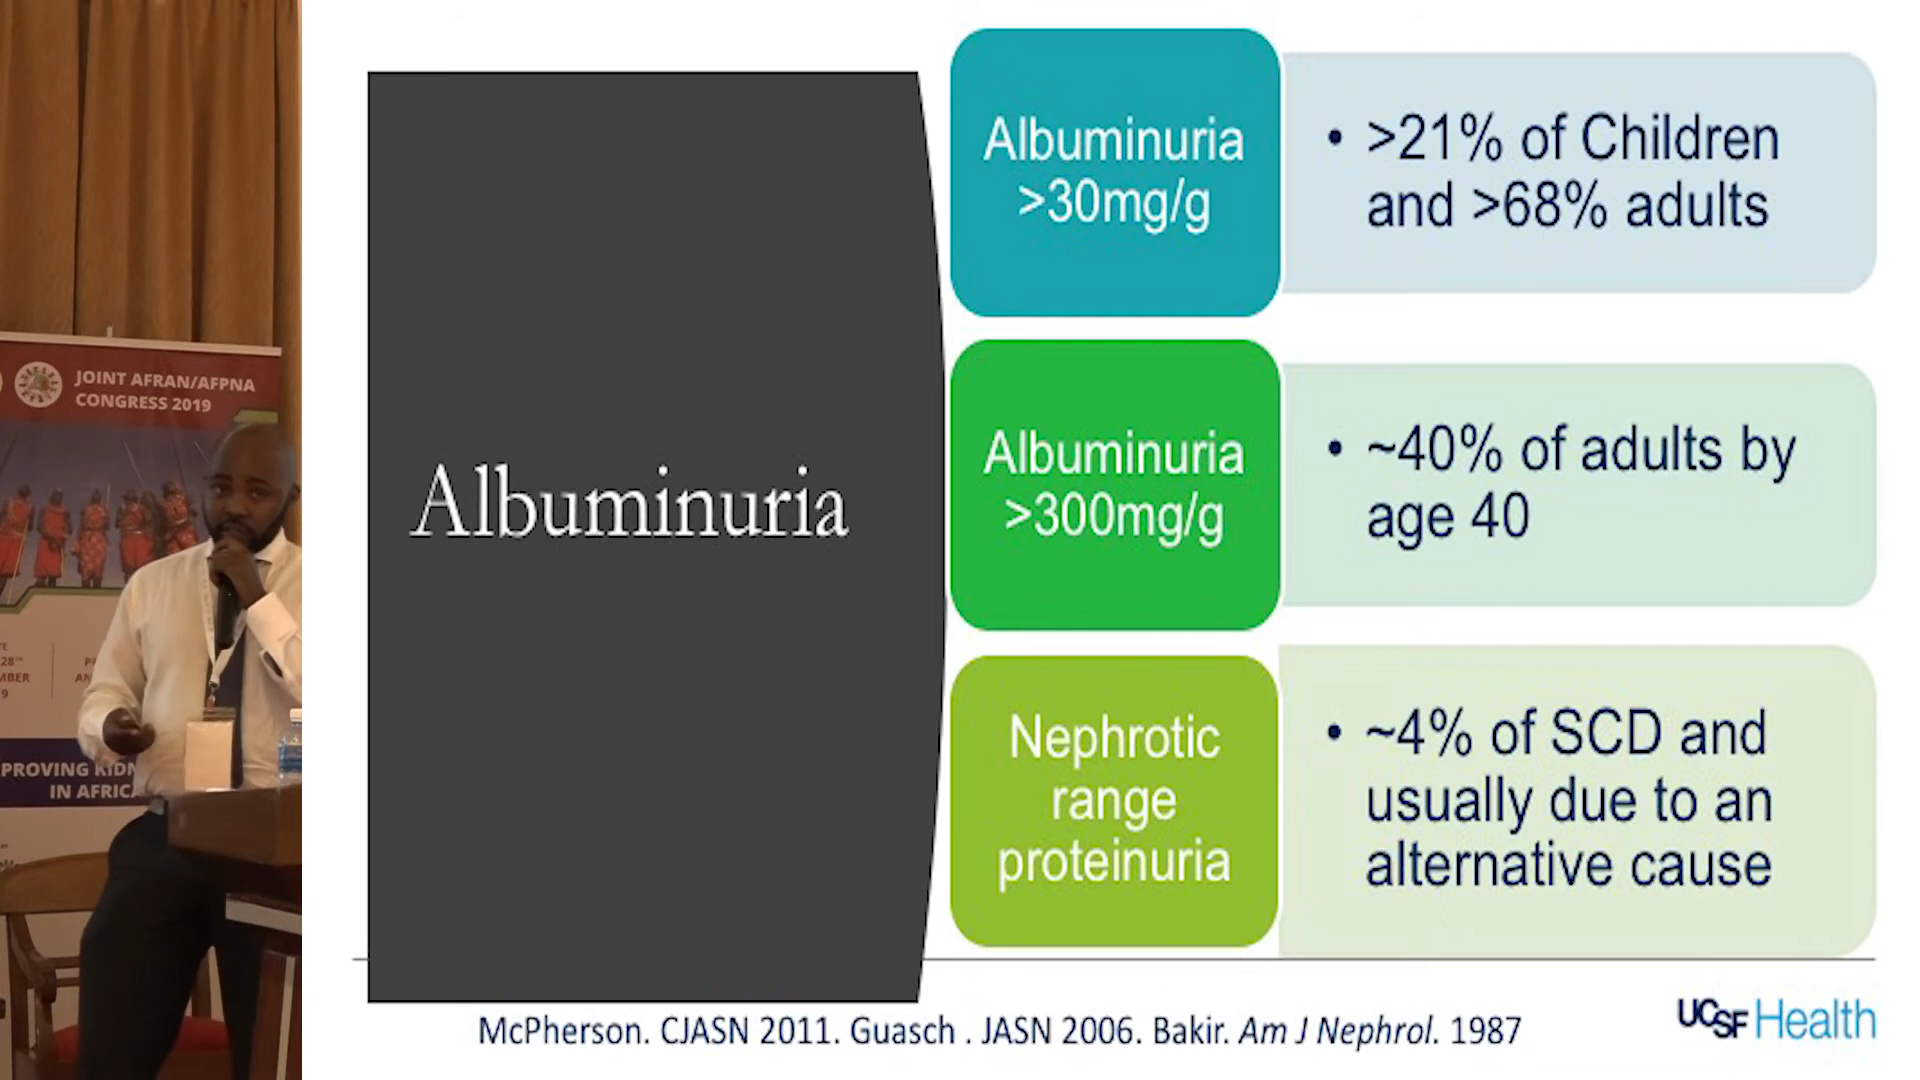 JOINT AFRAN/AFPNA
CONGRESS 2019
28TH
9
IN AFRICA
Albuminuria
Albuminuria
>30mg/g
• >21% of Children
and >68% adults
Albuminuria
>300mg/g
• ~40% of adults by
age 40
Nephrotic
range
proteinuria
• ~4% of SCD and
usually due to an
alternative cause
McPherson. CJASN 2011. Guasch . JASN 2006. Bakir. Am J Nephrol. 1987
UCSF Health